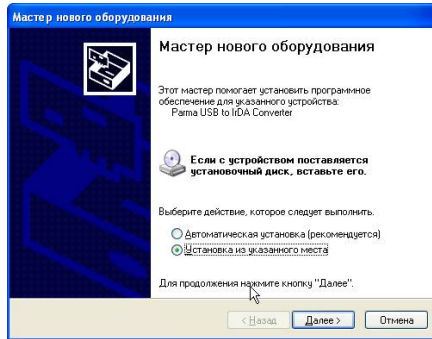 Мастер нового оборудования
Мастер нового оборудования
Этот мастер помогает установить программное
обеспечение для указанного устройства:
Parma USB to IrDA Converter
Если с устройством поставляется
установочный диск, вставьте его.
Выберите действие, которое следует выполнить.
Автоматическая установка (рекомендуется)
Установка из указанного места
Для продолжения нажмите кнопку "Далее".
< Назад Далее > Отмена